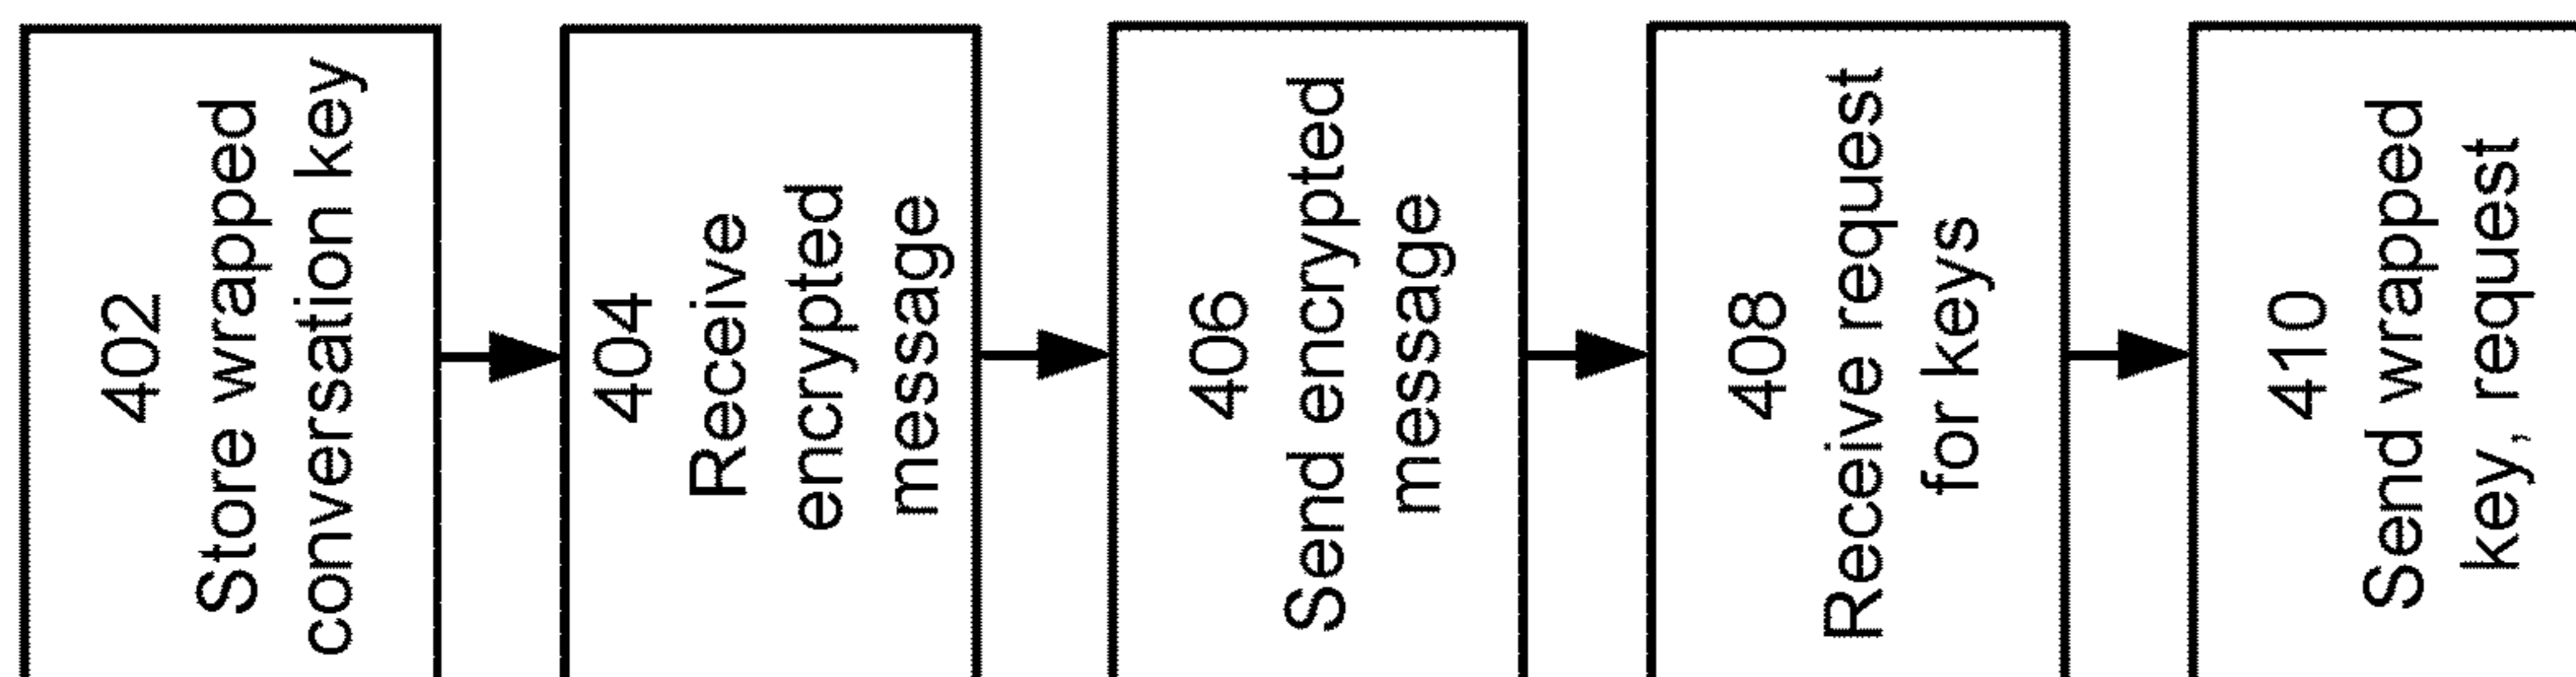 402
Store wrapped
conversation key
404
Receive
encrypted
message
406
Send encrypted
message
408
Receive request
for keys
410
Send wrapped
key, request